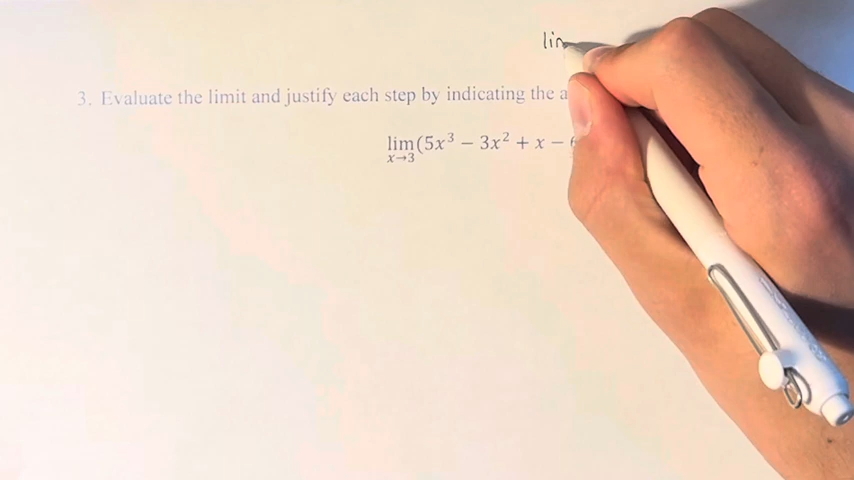 lim
3. Evaluate the limit and justify each step by indicating the a
lim(5x³ − 3x² + x −
x→3